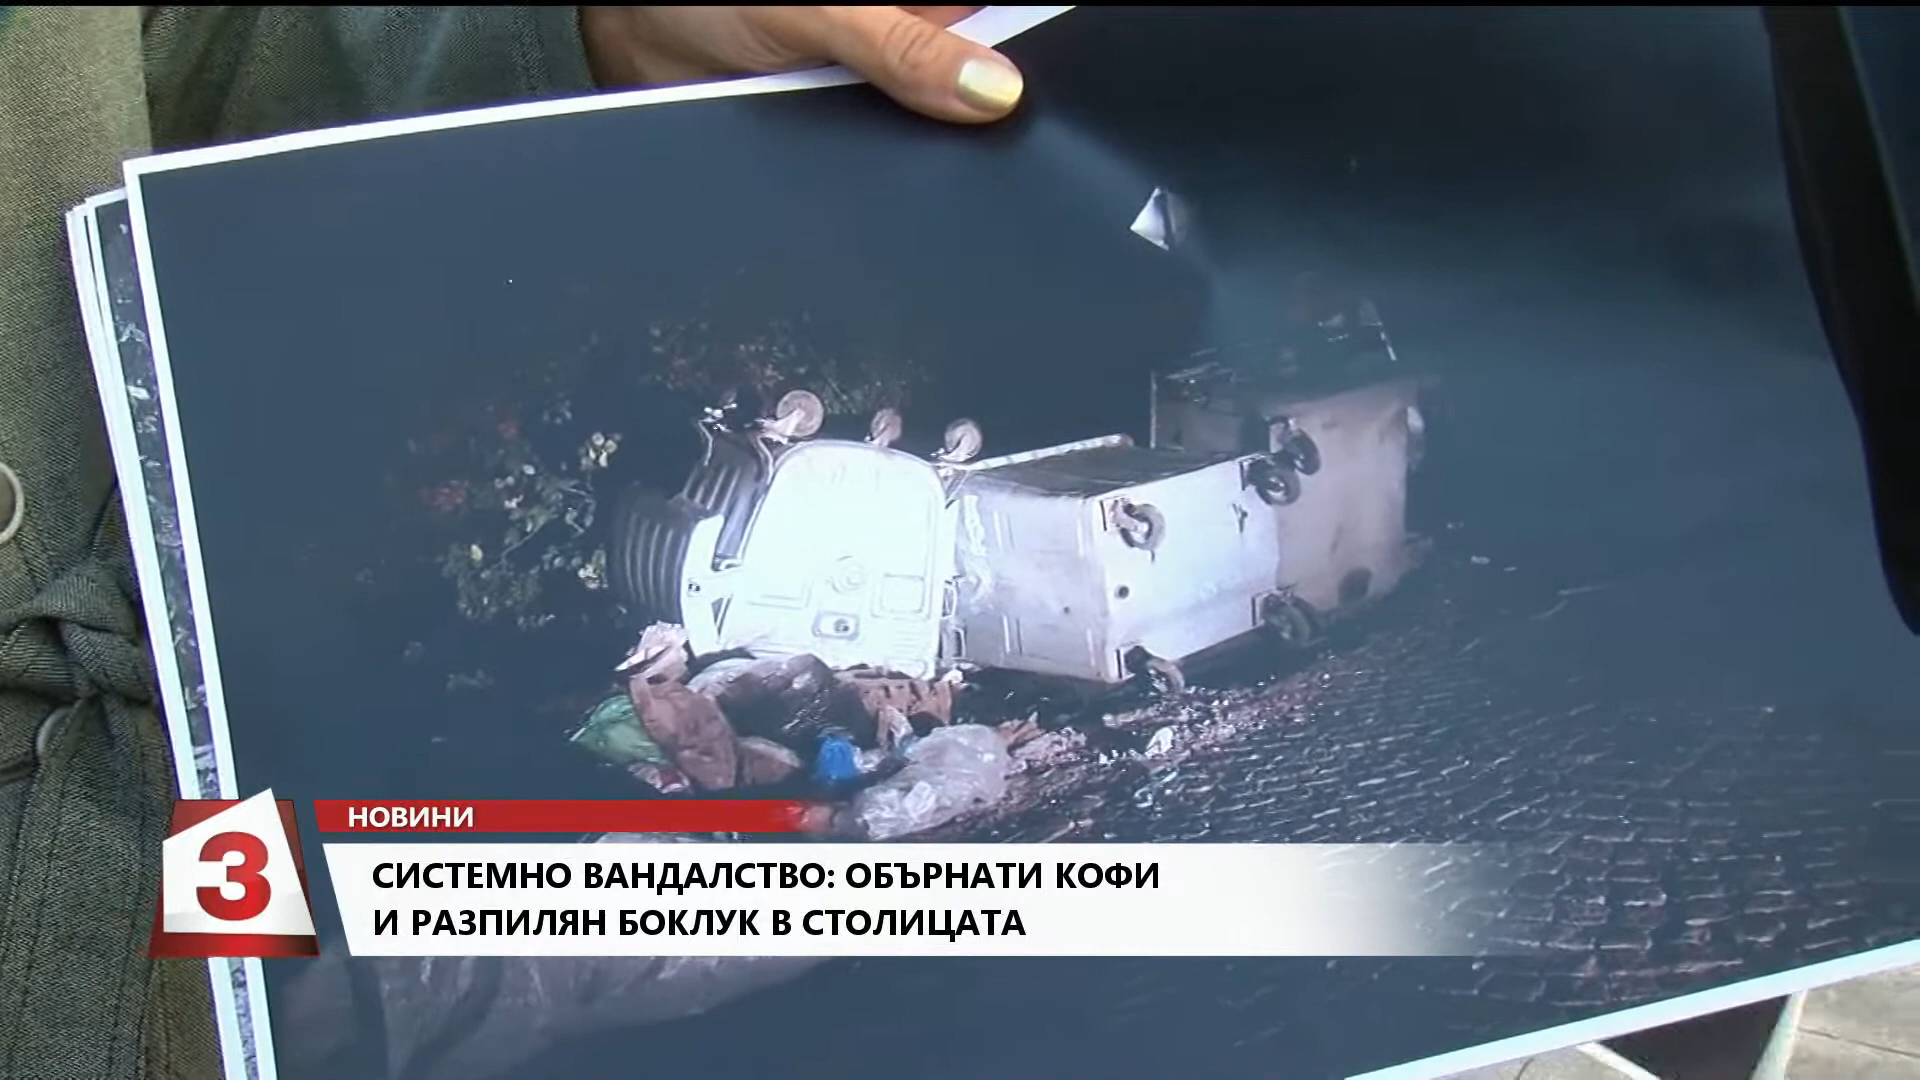 НОВИНИ
3
СИСТЕМНО ВАНДАЛСТВО: ОБЪРНАТИ КОФИ
И РАЗПИЛЯН БОКЛУК В СТОЛИЦАТА